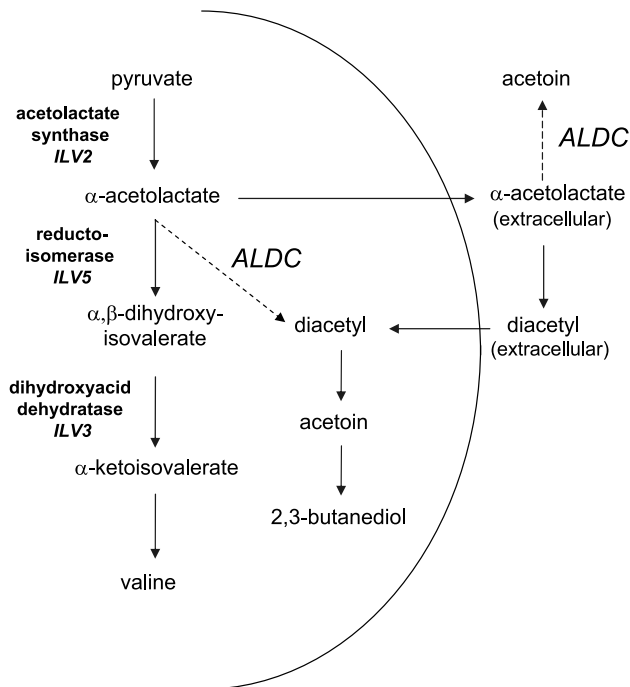 pyruvate
acetolactate
synthase
ILV2
α-acetolactate
reducto-
isomerase
ILV5
ALDC
α,β-dihydroxy-
isovalerate
dihydroxyacid
dehydratase
ILV3
α-ketoisovalerate
valine
diacetyl
acetoin
2,3-butanediol
acetoin
ALDC
α-acetolactate
(extracellular)
diacetyl
(extracellular)